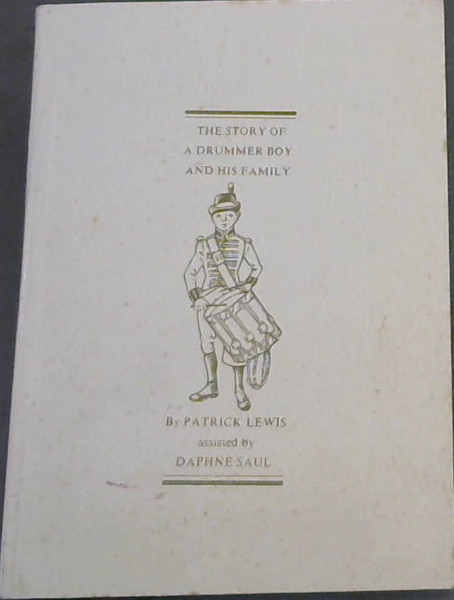 THE STORY OF
A DRUMMER BOY
AND HIS FAMILY
By PATRICK LEWIS
assisted by
DAPHNE SAUL